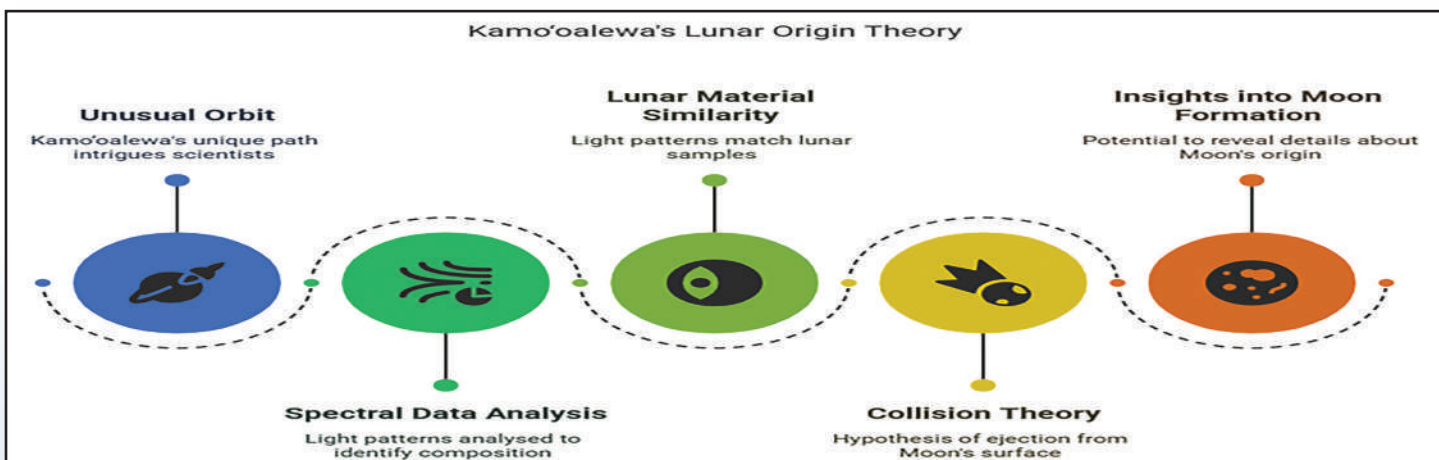 Kamo‘oalewa's Lunar Origin Theory
Unusual Orbit
Kamo‘oalewa's unique path
intrigues scientists
Spectral Data Analysis
Light patterns analysed to
identify composition
Lunar Material
Similarity
Light patterns match lunar
samples
Collision Theory
Hypothesis of ejection from
Moon's surface
Insights into Moon
Formation
Potential to reveal details about
Moon's origin